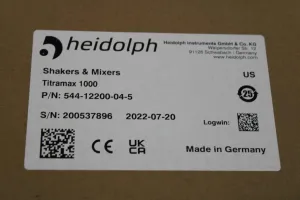 heidolph
Heidolph Instruments GmbH & Co. KG
Walpersdorfer Str. 12
91126 Schwabach / Germany
www.heidolph.com
Shakers & Mixers
Titramax 1000
US
P/N: 544-12200-04-5
25
S/N: 200537896 2022-07-20
Logwin:
CE UK CA
Made in Germany